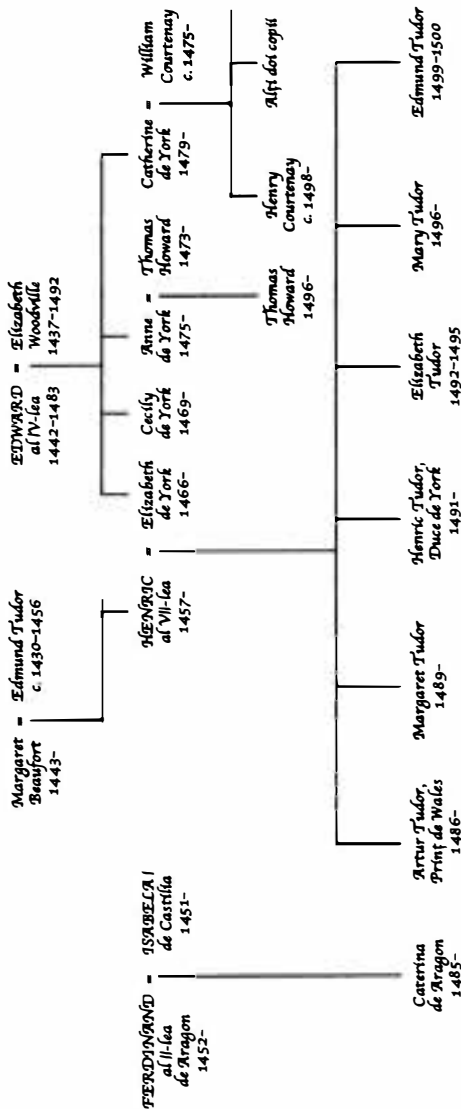 Margaret = Edmund Tudor
Beaufort c. 1430–1456
1443–
EDWARD = Elizabeth
al IV-lea Woodville
1442–1483 1437–1492
FERDINAND = ISABELA I
al II-lea de Castilia
de Aragon 1451–
1452–
HENRIC = Elizabeth
al VII-lea de York
1457– 1466–
Cecily
de York
1469–
Anne = Thomas
de York Howard
1475– 1473–
Catherine = William
de York Courtenay
1479– c. 1475–
Thomas
Howard
1496–
Henry
Courtenay
c. 1498–
Alți doi copii
Caterina
de Aragon
1485–
Artur Tudor,
Prinț de Wales
1486–
Margaret Tudor
1489–
Henric Tudor,
Duce de York
1491–
Elizabeth
Tudor
1492–1495
Mary Tudor
1496–
Edmund Tudor
1499–1500